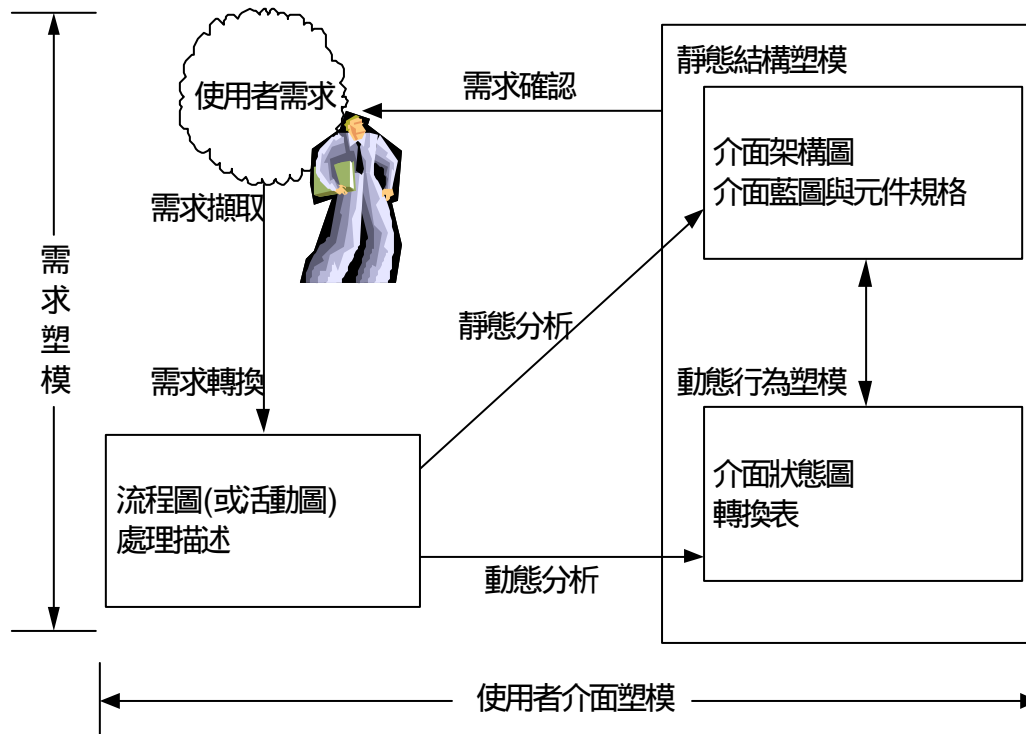 使用者需求
需求確認
靜態結構塑模
介面架構圖
介面藍圖與元件規格
需求擷取
需求塑模
靜態分析
需求轉換
動態行為塑模
流程圖(或活動圖)
處理描述
介面狀態圖
轉換表
動態分析
使用者介面塑模